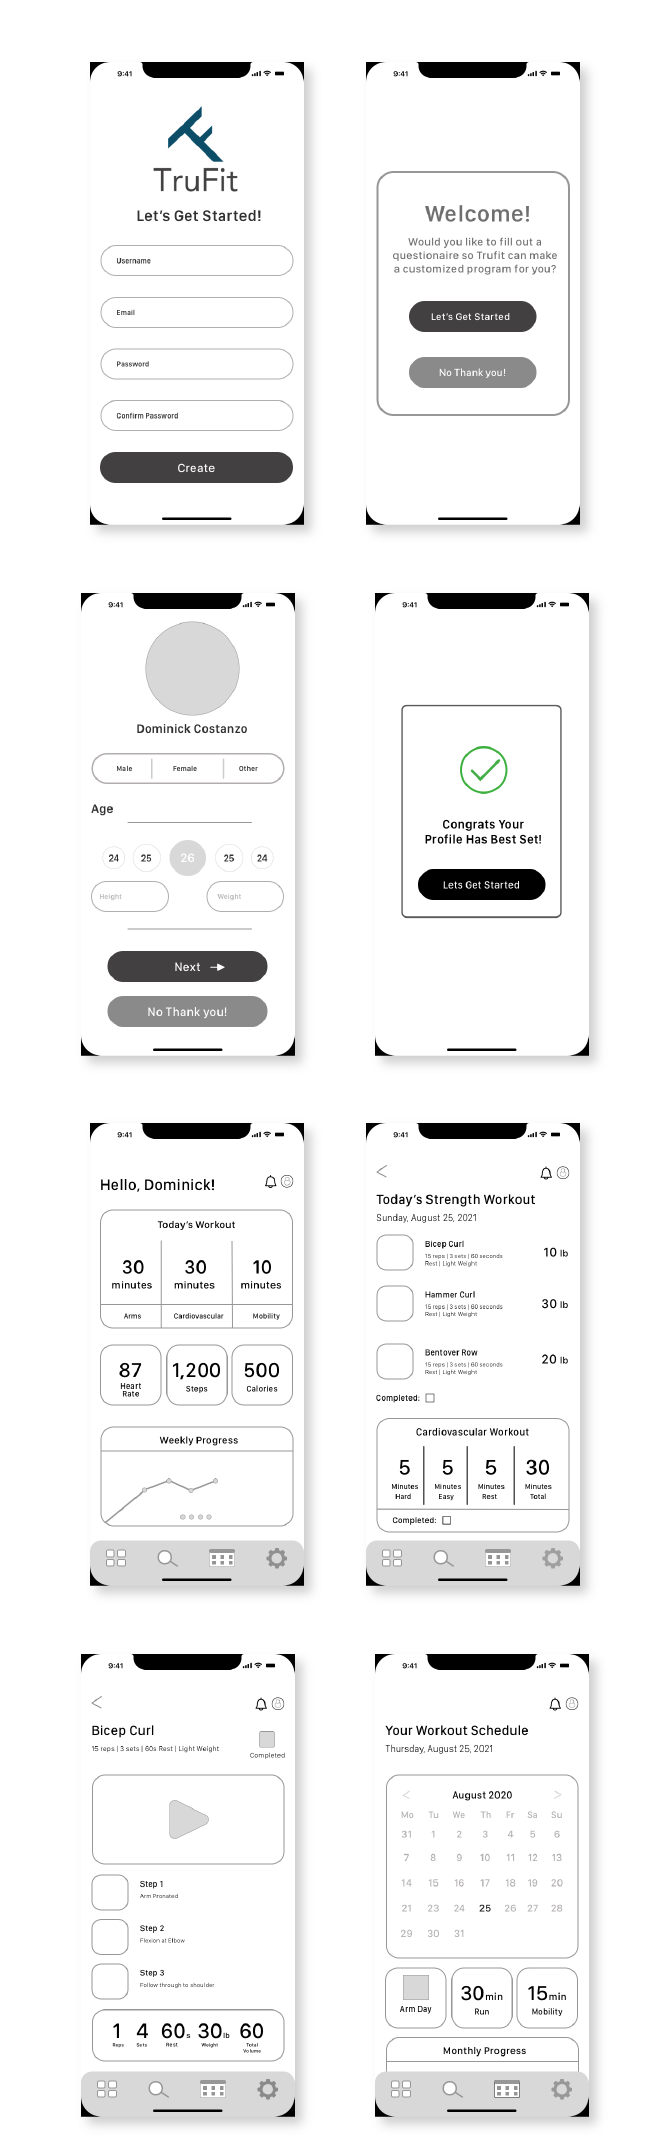 9:41
TruFit
Let's Get Started!
Username
Email
Password
Confirm Password
Create
9:41
Welcome!
Would you like to fill out a
questionaire so Trufit can make
a customized program for you?
Let's Get Started
No Thank you!
9:41
Dominick Costanzo
Male Female Other
Age
24 25 26 25 24
Height Weight
Next
No Thank you!
9:41
Congrats Your
Profile Has Best Set!
Lets Get Started
9:41
Hello, Dominick!
Today's Workout
30 30 10
minutes minutes minutes
Arms Cardiovascular Mobility
87 1,200 500
Heart Steps Calories
Rate
Weekly Progress
9:41
Today's Strength Workout
Sunday, August 25, 2021
Bicep Curl
15 reps | 3 sets | 60 seconds
Rest | Light Weight
10 lb
Hammer Curl
15 reps | 3 sets | 60 seconds
Rest | Light Weight
30 lb
Bentover Row
15 reps | 3 sets | 60 seconds
Rest | Light Weight
20 lb
Completed:
Cardiovascular Workout
5 5 5 30
Minutes Minutes Minutes Minutes
Hard Easy Rest Total
Completed:
9:41
Bicep Curl
15 reps | 3 sets | 60s Rest | Light Weight
Completed
Step 1
Arm Pronated
Step 2
Flexion at Elbow
Step 3
Follow through to shoulder
1 4 60s 30lb 60
Reps Sets Rest Weight Total
Volume
9:41
Your Workout Schedule
Thursday, August 25, 2021
< August 2020 >
Mo Tu We Th Fr Sa Su
31 1 2 3 4 5 6
7 8 9 10 11 12 13
14 15 16 17 18 19 20
21 23 24 25 26 27 28
29 30 31
Arm Day
30min
Run
15min
Mobility
Monthly Progress